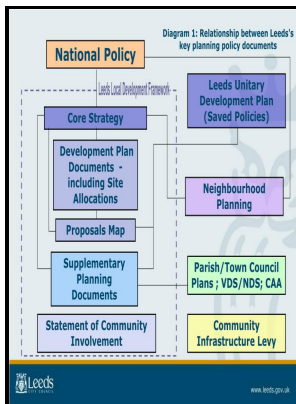 Diagram 1: Relationship between Leeds's
key planning policy documents
National Policy
Leeds Local Development Framework
Leeds Unitary
Development Plan
(Saved Policies)
Core Strategy
Development Plan
Documents -
including Site
Allocations
Neighbourhood
Planning
Proposals Map
Supplementary
Planning
Documents
Parish/Town Council
Plans ; VDS/NDS; CAA
Statement of Community
Involvement
Community
Infrastructure Levy
Leeds
CITY COUNCIL
www.leeds.gov.uk